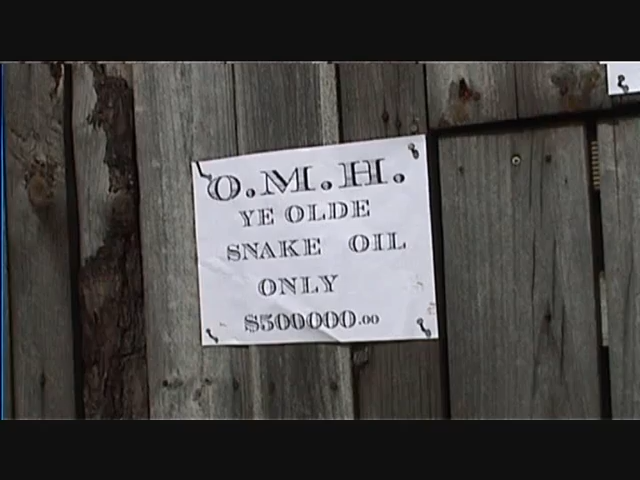 O.M.H.
YE OLDE
SNAKE OIL
ONLY
$500000.00